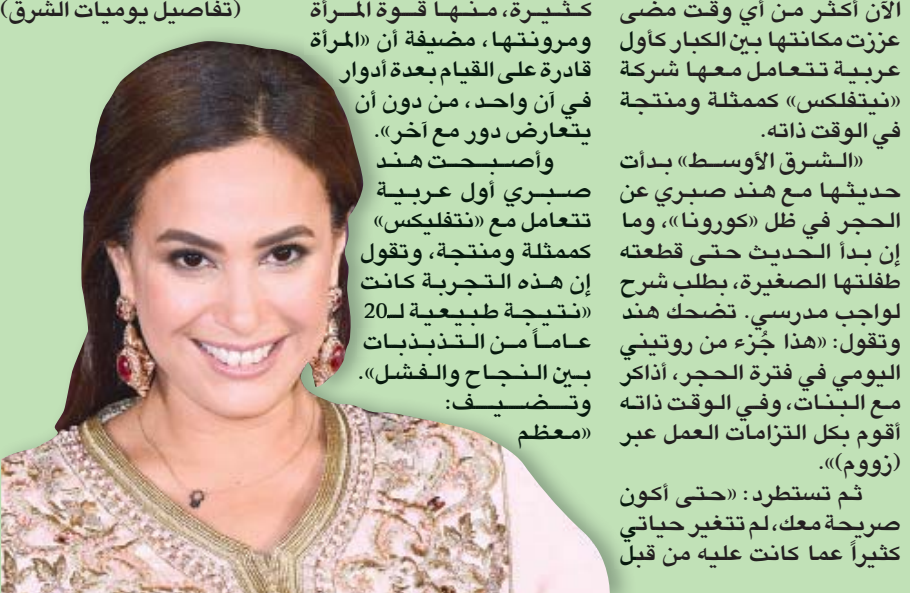 الآن أكثر من أي وقت مضى
عززت مكانتها بين الكبار كأول
عربية تتعامل معها شركة
«نيتفلكس» كممثلة ومنتجة
في الوقت ذاته.
«الشرق الأوسط» بدأت
حديثها مع هند صبري عن
الحجر في ظل «كورونا»، وما
إن بدأ الحديث حتى قطعته
طفلتها الصغيرة، بطلب شرح
لواجب مدرسي. تضحك هند
وتقول: «هذا جُزء من روتيني
اليومي في فترة الحجر، أذاكر
مع البنات، وفي الوقت ذاته
أقوم بكل التزامات العمل عبر
(زووم)».
ثم تستطرد: «حتى أكون
صريحة معك، لم تتغير حياتي
كثيراً عما كانت عليه من قبل
كثيرة، منها قوة المرأة
ومرونتها، مضيفة أن «المرأة
قادرة على القيام بعدة أدوار
في آن واحد، من دون أن
يتعارض دور مع آخر».
وأصبحت هند
صبري أول عربية
تتعامل مع «نتفليكس»
كممثلة ومنتجة، وتقول
إن هذه التجربة كانت
«نتيجة طبيعية لـ20
عاماً من التذبذبات
بين النجاح والفشل».
وتضيف:
«معظم
(تفاصيل يوميات الشرق)